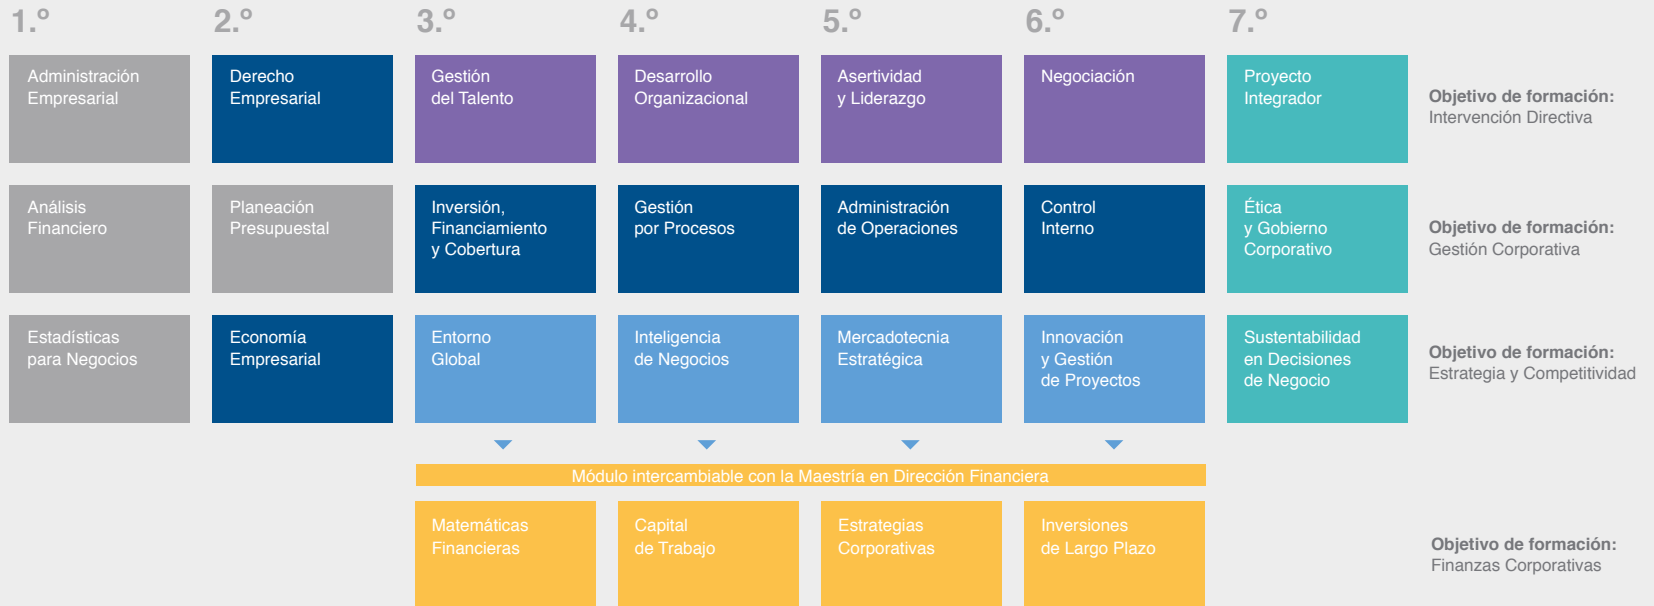 1.º 2.º 3.º 4.º 5.º 6.º 7.º
Administración
Empresarial
Derecho
Empresarial
Gestión
del Talento
Desarrollo
Organizacional
Asertividad
y Liderazgo
Negociación
Proyecto
Integrador
Objetivo de formación:
Intervención Directiva
Análisis
Financiero
Planeación
Presupuestal
Inversión,
Financiamiento
y Cobertura
Gestión
por Procesos
Administración
de Operaciones
Control
Interno
Ética
y Gobierno
Corporativo
Objetivo de formación:
Gestión Corporativa
Estadísticas
para Negocios
Economía
Empresarial
Entorno
Global
Inteligencia
de Negocios
Mercadotecnia
Estratégica
Innovación
y Gestión
de Proyectos
Sustentabilidad
en Decisiones
de Negocio
Objetivo de formación:
Estrategia y Competitividad
Módulo intercambiable con la Maestría en Dirección Financiera
Matemáticas
Financieras
Capital
de Trabajo
Estrategias
Corporativas
Inversiones
de Largo Plazo
Objetivo de formación:
Finanzas Corporativas